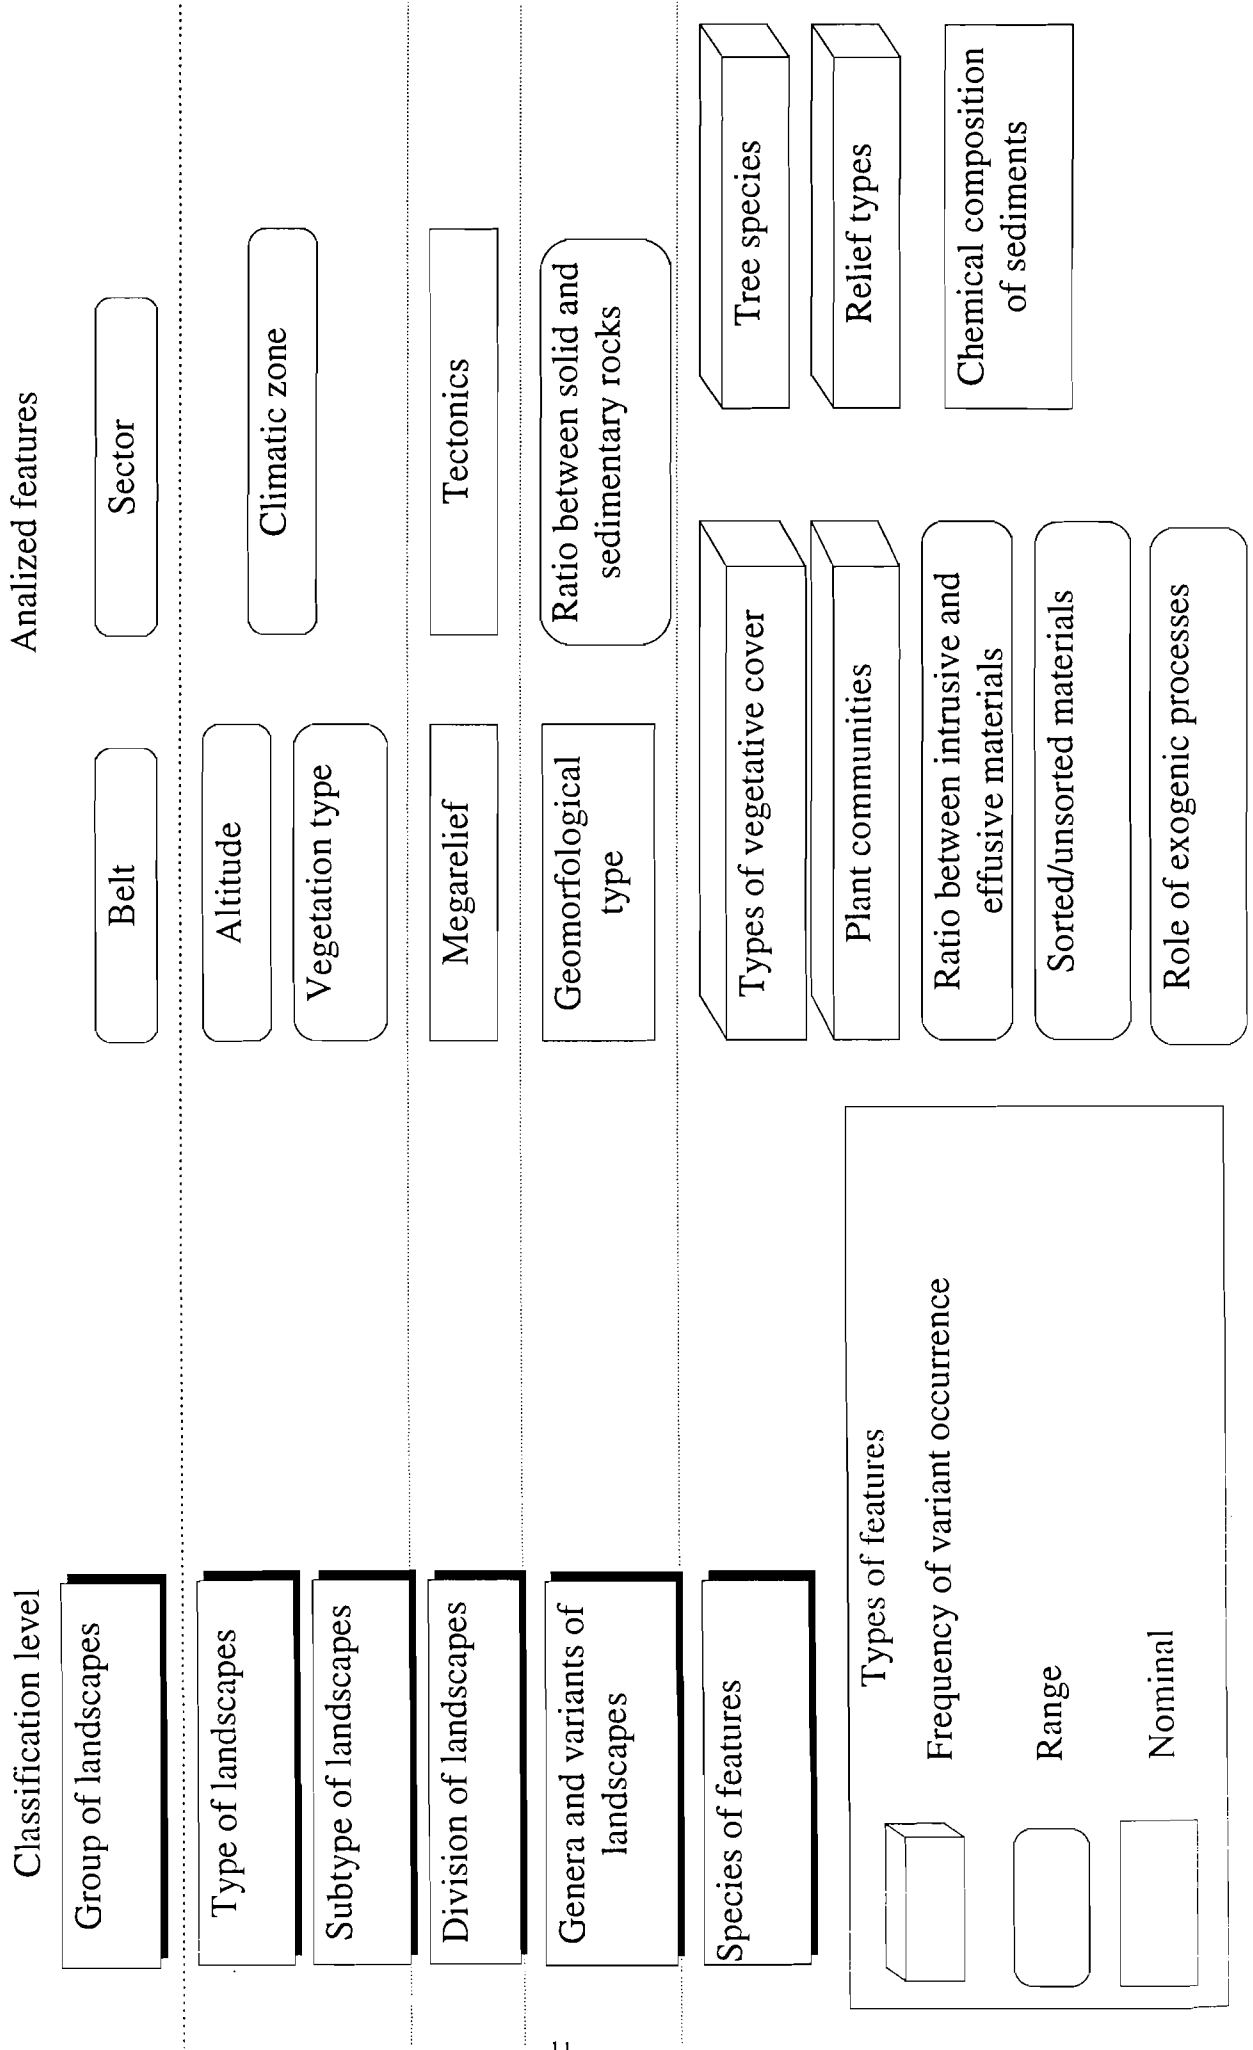 Classification level
Analized features
Group of landscapes
Belt
Sector
Type of landscapes
Subtype of landscapes
Altitude
Vegetation type
Climatic zone
Division of landscapes
Megarelief
Tectonics
Genera and variants of
landscapes
Geomorfological
type
Ratio between solid and
sedimentary rocks
Species of features
Types of vegetative cover
Tree species
Plant communities
Relief types
Ratio between intrusive and
effusive materials
Chemical composition
of sediments
Sorted/unsorted materials
Role of exogenic processes
Types of features
Frequency of variant occurrence
Range
Nominal